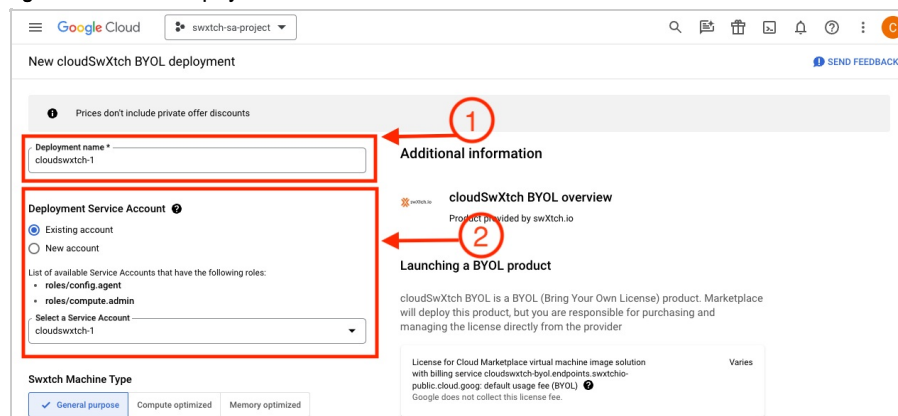 Google Cloud
swxtch-sa-project
C
New cloudSwXtch BYOL deployment
SEND FEEDBACK
Prices don't include private offer discounts
1
Deployment name *
cloudswxtch-1
Additional information
swXtch.io
cloudSwXtch BYOL overview
Product provided by swXtch.io
Deployment Service Account
Existing account
New account
2
List of available Service Accounts that have the following roles:
• roles/config.agent
• roles/compute.admin
Select a Service Account
cloudswxtch-1
Launching a BYOL product
cloudSwXtch BYOL is a BYOL (Bring Your Own License) product. Marketplace
will deploy this product, but you are responsible for purchasing and
managing the license directly from the provider
License for Cloud Marketplace virtual machine image solution
with billing service cloudswxtch-byol.endpoints.swxtchio-
public.cloud.goog: default usage fee (BYOL)
Varies
Google does not collect this license fee.
Swxtch Machine Type
General purpose
Compute optimized
Memory optimized